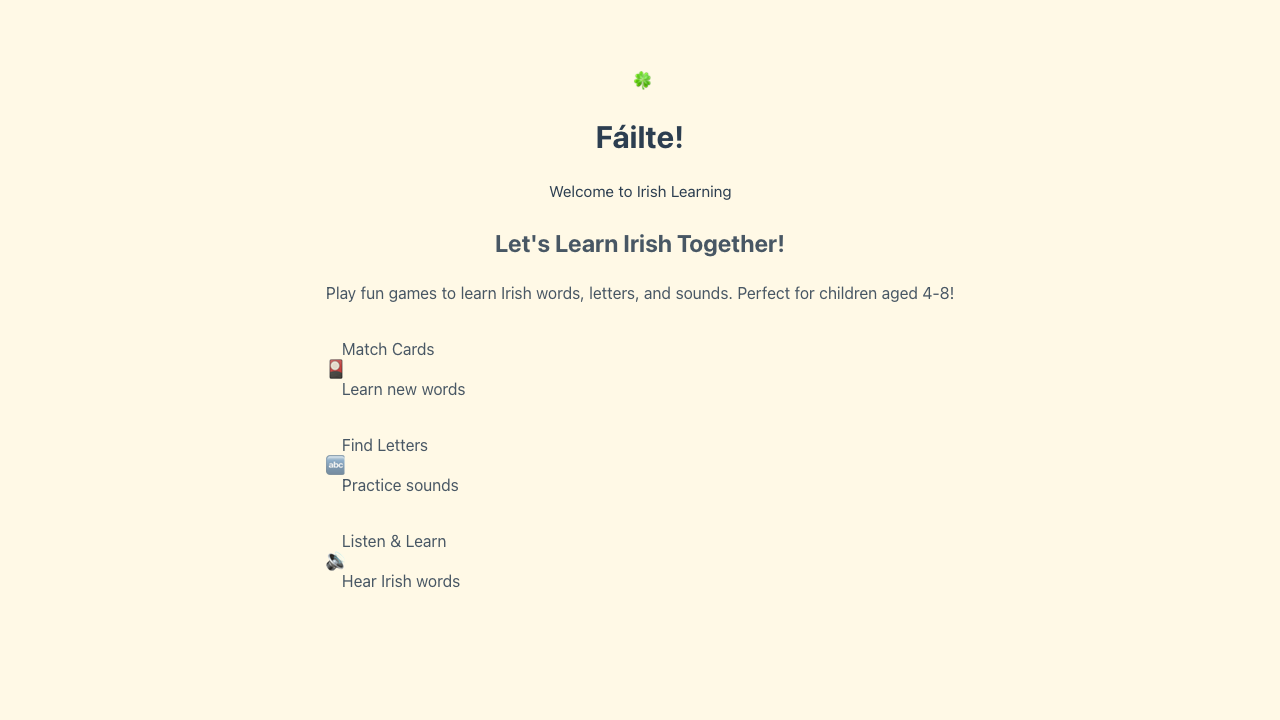 Fáilte!
Welcome to Irish Learning
Let's Learn Irish Together!
Play fun games to learn Irish words, letters, and sounds. Perfect for children aged 4-8!
Match Cards
Learn new words
Find Letters
abc
Practice sounds
Listen & Learn
Hear Irish words